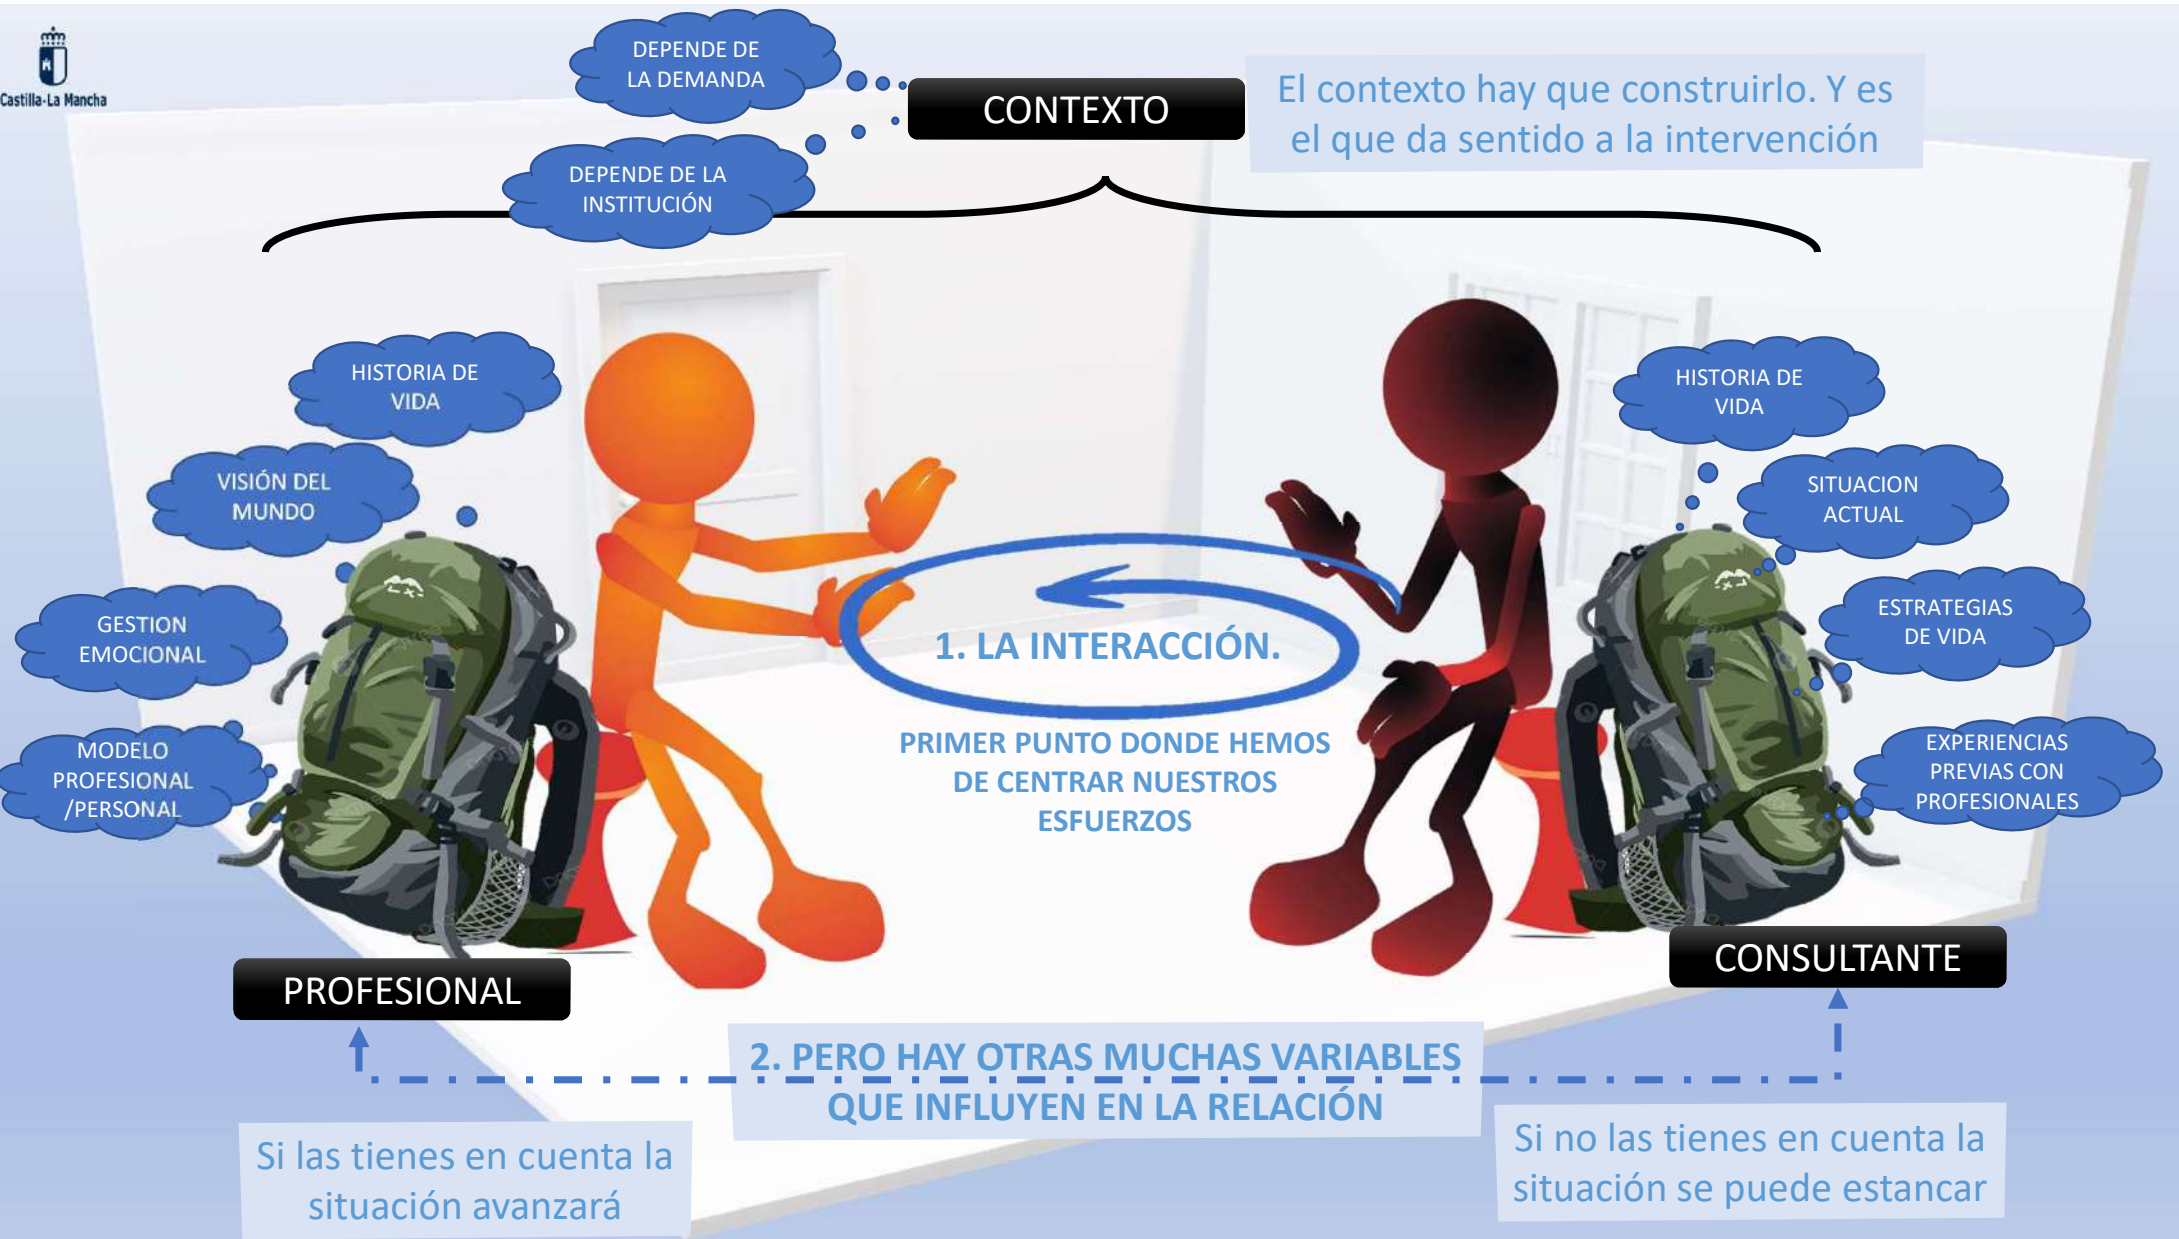 Castilla-La Mancha
DEPENDE DE
LA DEMANDA
CONTEXTO
El contexto hay que construirlo. Y es
el que da sentido a la intervención
DEPENDE DE LA
INSTITUCIÓN
HISTORIA DE
VIDA
VISIÓN DEL
MUNDO
GESTION
EMOCIONAL
MODELO
PROFESIONAL
/PERSONAL
HISTORIA DE
VIDA
SITUACION
ACTUAL
ESTRATEGIAS
DE VIDA
EXPERIENCIAS
PREVIAS CON
PROFESIONALES
1. LA INTERACCIÓN.
PRIMER PUNTO DONDE HEMOS
DE CENTRAR NUESTROS
ESFUERZOS
PROFESIONAL
CONSULTANTE
2. PERO HAY OTRAS MUCHAS VARIABLES
QUE INFLUYEN EN LA RELACIÓN
Si las tienes en cuenta la
situación avanzará
Si no las tienes en cuenta la
situación se puede estancar